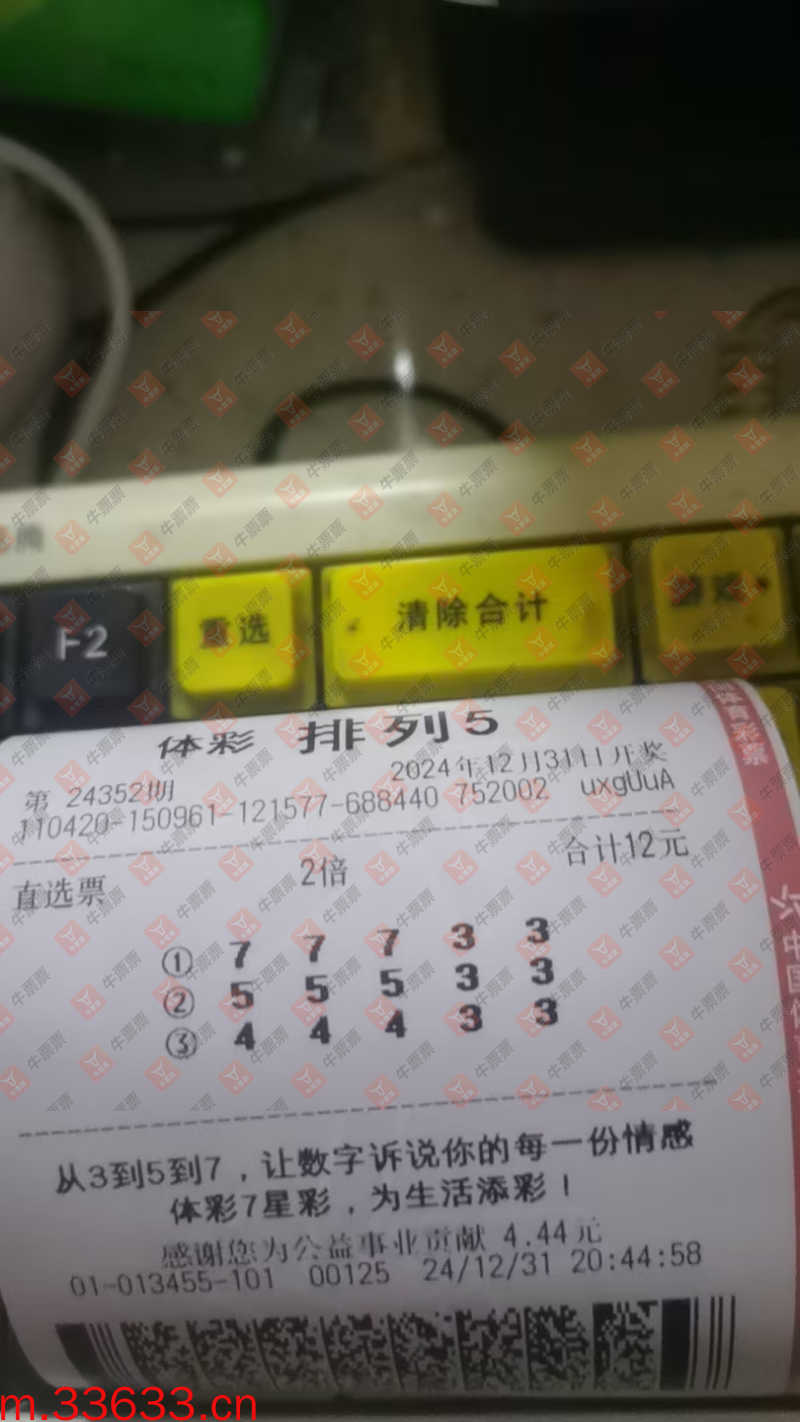 F2
重选
清除合计
体彩 排列5
第 24352期 2024年12月31日开奖
110420-150961-121577-688440 752002 uxgUuA
直选票 2倍 合计12元
① 7 7 7 3 3
② 5 5 5 3 3
③ 4 4 4 3 3
从3到5到7，让数字诉说你的每一份情感
体彩7星彩，为生活添彩！
感谢您为公益事业贡献 4.44元
01-013455-101 00125 24/12/31 20:44:58
牛票票
m.33633.cn